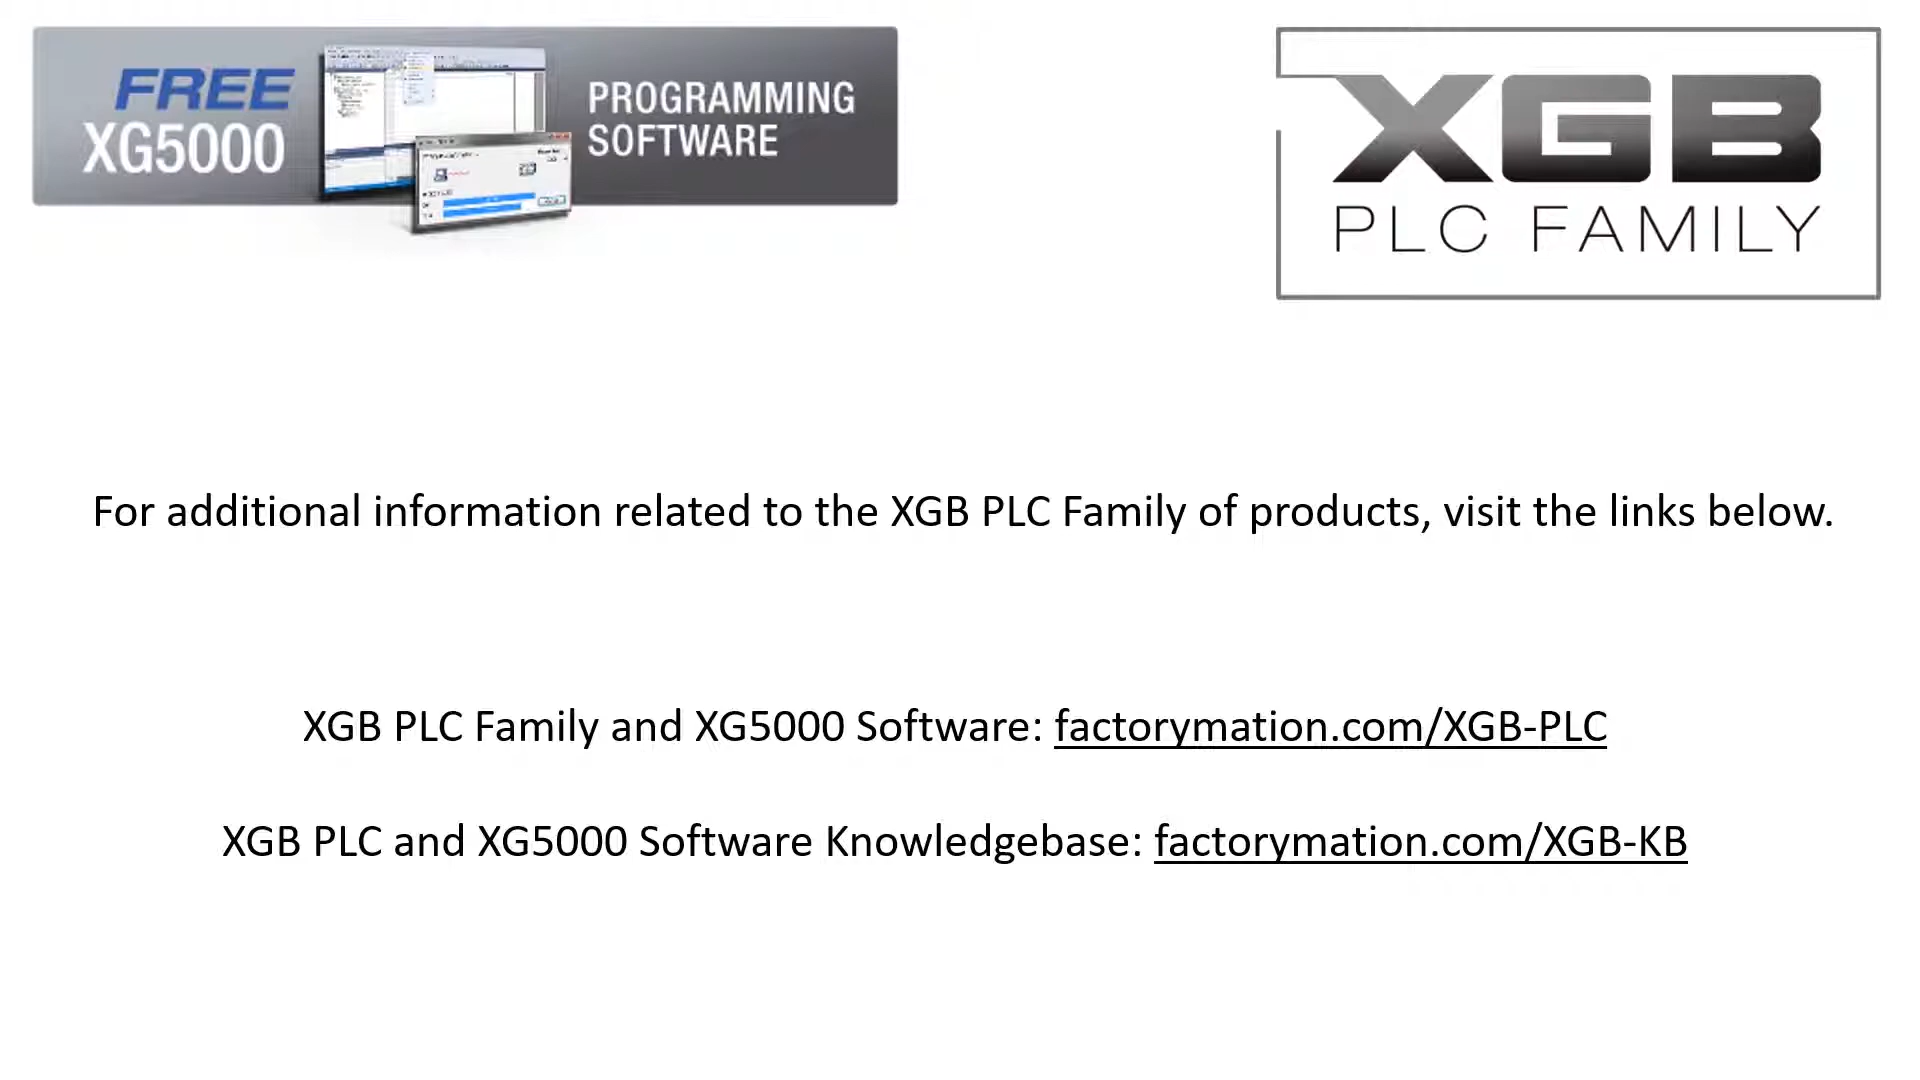 FREE
XG5000
PROGRAMMING
SOFTWARE
XGB
PLC FAMILY
For additional information related to the XGB PLC Family of products, visit the links below.
XGB PLC Family and XG5000 Software: factorymation.com/XGB-PLC
XGB PLC and XG5000 Software Knowledgebase: factorymation.com/XGB-KB